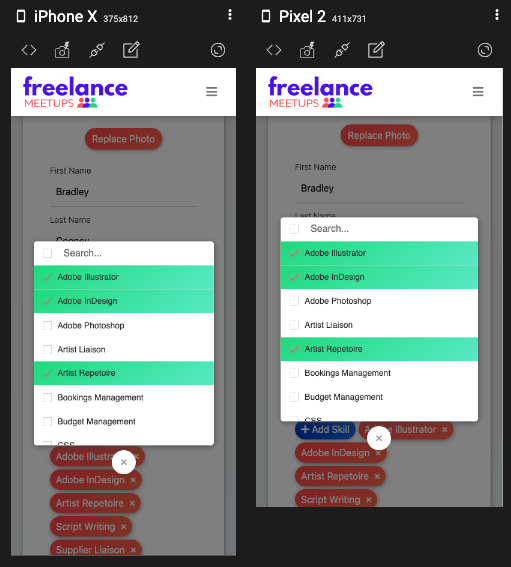 iPhone X 375x812
freelance
MEETUPS
Replace Photo
First Name
Bradley
Last Name
Cooney
Search...
Adobe Illustrator
Adobe InDesign
Adobe Photoshop
Artist Liaison
Artist Repetoire
Bookings Management
Budget Management
CSS
Adobe Illustrator ×
Adobe InDesign ×
Artist Repetoire ×
Script Writing ×
Supplier Liaison ×
Pixel 2 411x731
freelance
MEETUPS
Replace Photo
First Name
Bradley
Last Name
Search...
Adobe Illustrator
Adobe InDesign
Adobe Photoshop
Artist Liaison
Artist Repetoire
Bookings Management
Budget Management
CSS
+ Add Skill Adobe Illustrator ×
Adobe InDesign ×
Artist Repetoire ×
Script Writing ×